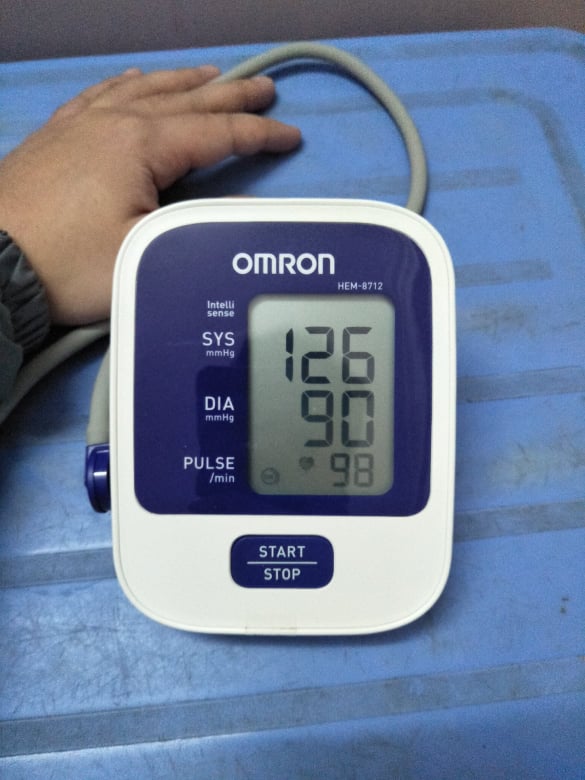 OMRON
HEM-8712
Intelli
sense
SYS
mmHg
126
DIA
mmHg
90
PULSE
/min
98
START
STOP